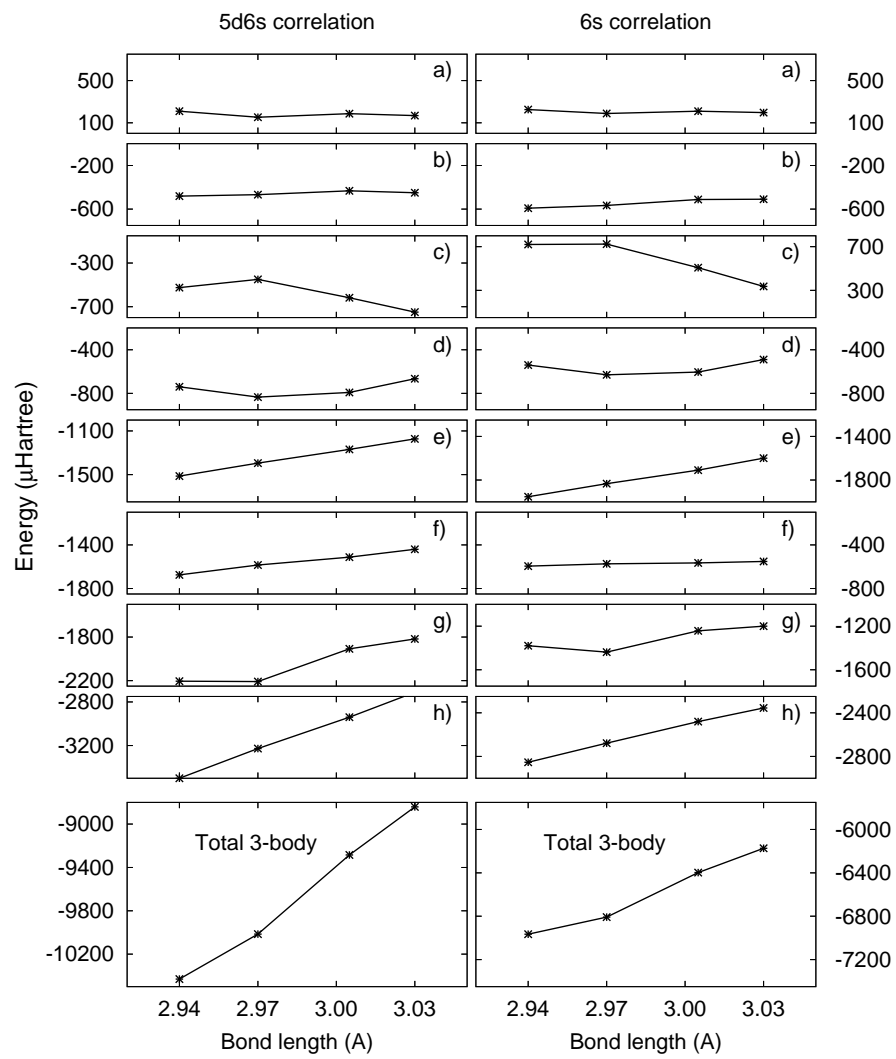 5d6s correlation 6s correlation
a) a)
500 500
100 100
b) b)
-200 -200
-600 -600
c) c)
-300 700
-700 300
d) d)
-400 -400
-800 -800
e) e)
-1100 -1400
-1500 -1800
f) f)
-1400 -400
-1800 -800
g) g)
-1800 -1200
-2200 -1600
h) h)
-2800 -2400
-3200 -2800
Energy (μHartree)
-9000 -6000
Total 3-body Total 3-body
-9400 -6400
-9800 -6800
-10200 -7200
2.94 2.97 3.00 3.03 2.94 2.97 3.00 3.03
Bond length (A) Bond length (A)